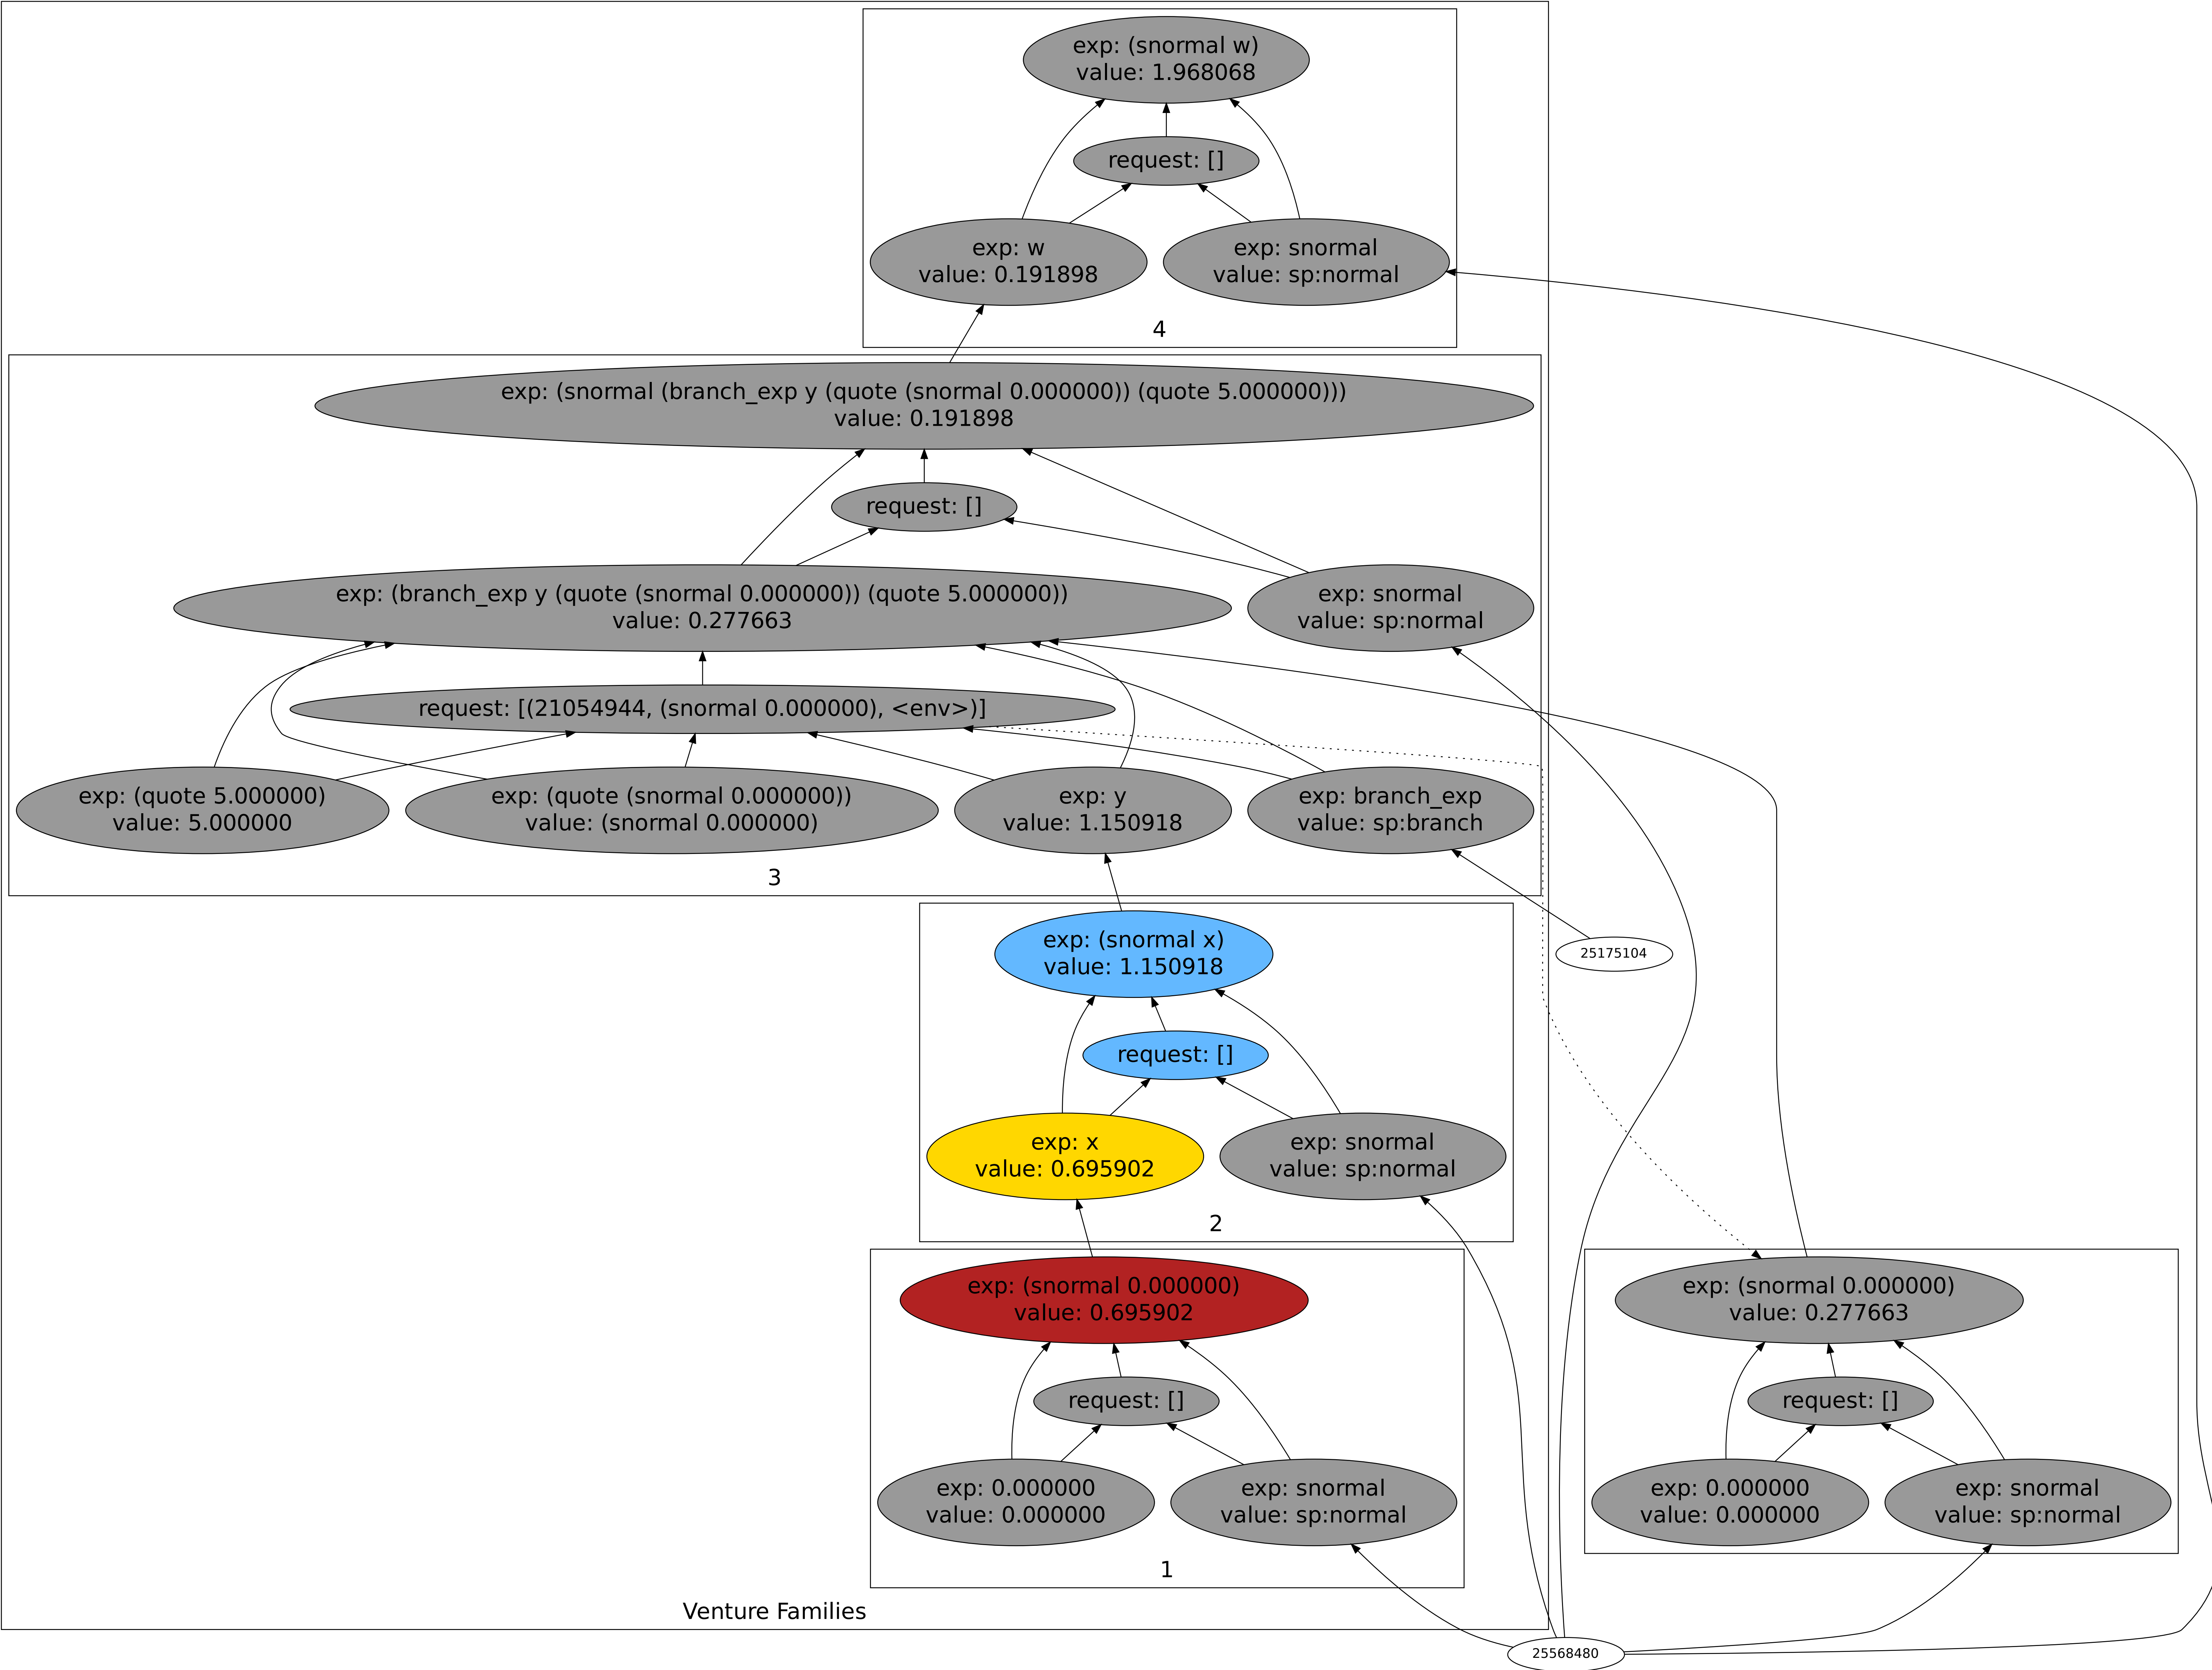 exp: (snormal w)
value: 1.968068
request: []
exp: w
value: 0.191898
exp: snormal
value: sp:normal
4
exp: (snormal (branch_exp y (quote (snormal 0.000000)) (quote 5.000000)))
value: 0.191898
request: []
exp: (branch_exp y (quote (snormal 0.000000)) (quote 5.000000))
value: 0.277663
exp: snormal
value: sp:normal
request: [(21054944, (snormal 0.000000), <env>)]
exp: (quote 5.000000)
value: 5.000000
exp: (quote (snormal 0.000000))
value: (snormal 0.000000)
exp: y
value: 1.150918
exp: branch_exp
value: sp:branch
3
exp: (snormal x)
value: 1.150918
25175104
request: []
exp: x
value: 0.695902
exp: snormal
value: sp:normal
2
exp: (snormal 0.000000)
value: 0.695902
request: []
exp: 0.000000
value: 0.000000
exp: snormal
value: sp:normal
1
exp: (snormal 0.000000)
value: 0.277663
request: []
exp: 0.000000
value: 0.000000
exp: snormal
value: sp:normal
Venture Families
25568480